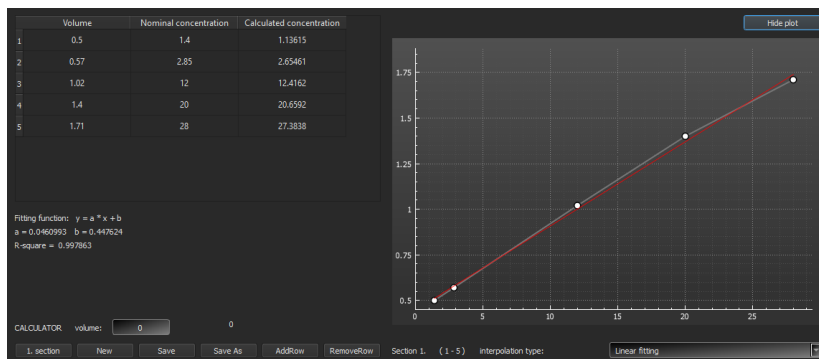 Volume Nominal concentration Calculated concentration
1 0.5 1.4 1.13615
2 0.57 2.85 2.65461
3 1.02 12 12.4162
4 1.4 20 20.6592
5 1.71 28 27.3838
Fitting function: y = a * x + b
a = 0.0460993 b = 0.447624
R-square = 0.997863
CALCULATOR volume: 0 0
1. section New Save Save As AddRow RemoveRow
Hide plot
1.75
1.5
1.25
1
0.75
0.5
0 5 10 15 20 25
Section 1. ( 1 - 5 ) interpolation type: Linear fitting